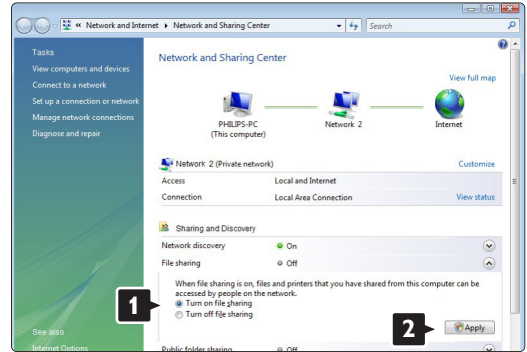 « Network and Internet ▸ Network and Sharing Center
Search
Tasks
View computers and devices
Connect to a network
Set up a connection or network
Manage network connections
Diagnose and repair
See also
Internet Options
Network and Sharing Center
View full map
PHILIPS-PC
(This computer)
Network 2
Internet
Network 2 (Private network)
Customize
Access Local and Internet
Connection Local Area Connection View status
Sharing and Discovery
Network discovery On
File sharing Off
When file sharing is on, files and printers that you have shared from this computer can be
accessed by people on the network.
1
Turn on file sharing
Turn off file sharing
2
Apply
Public folder sharing Off